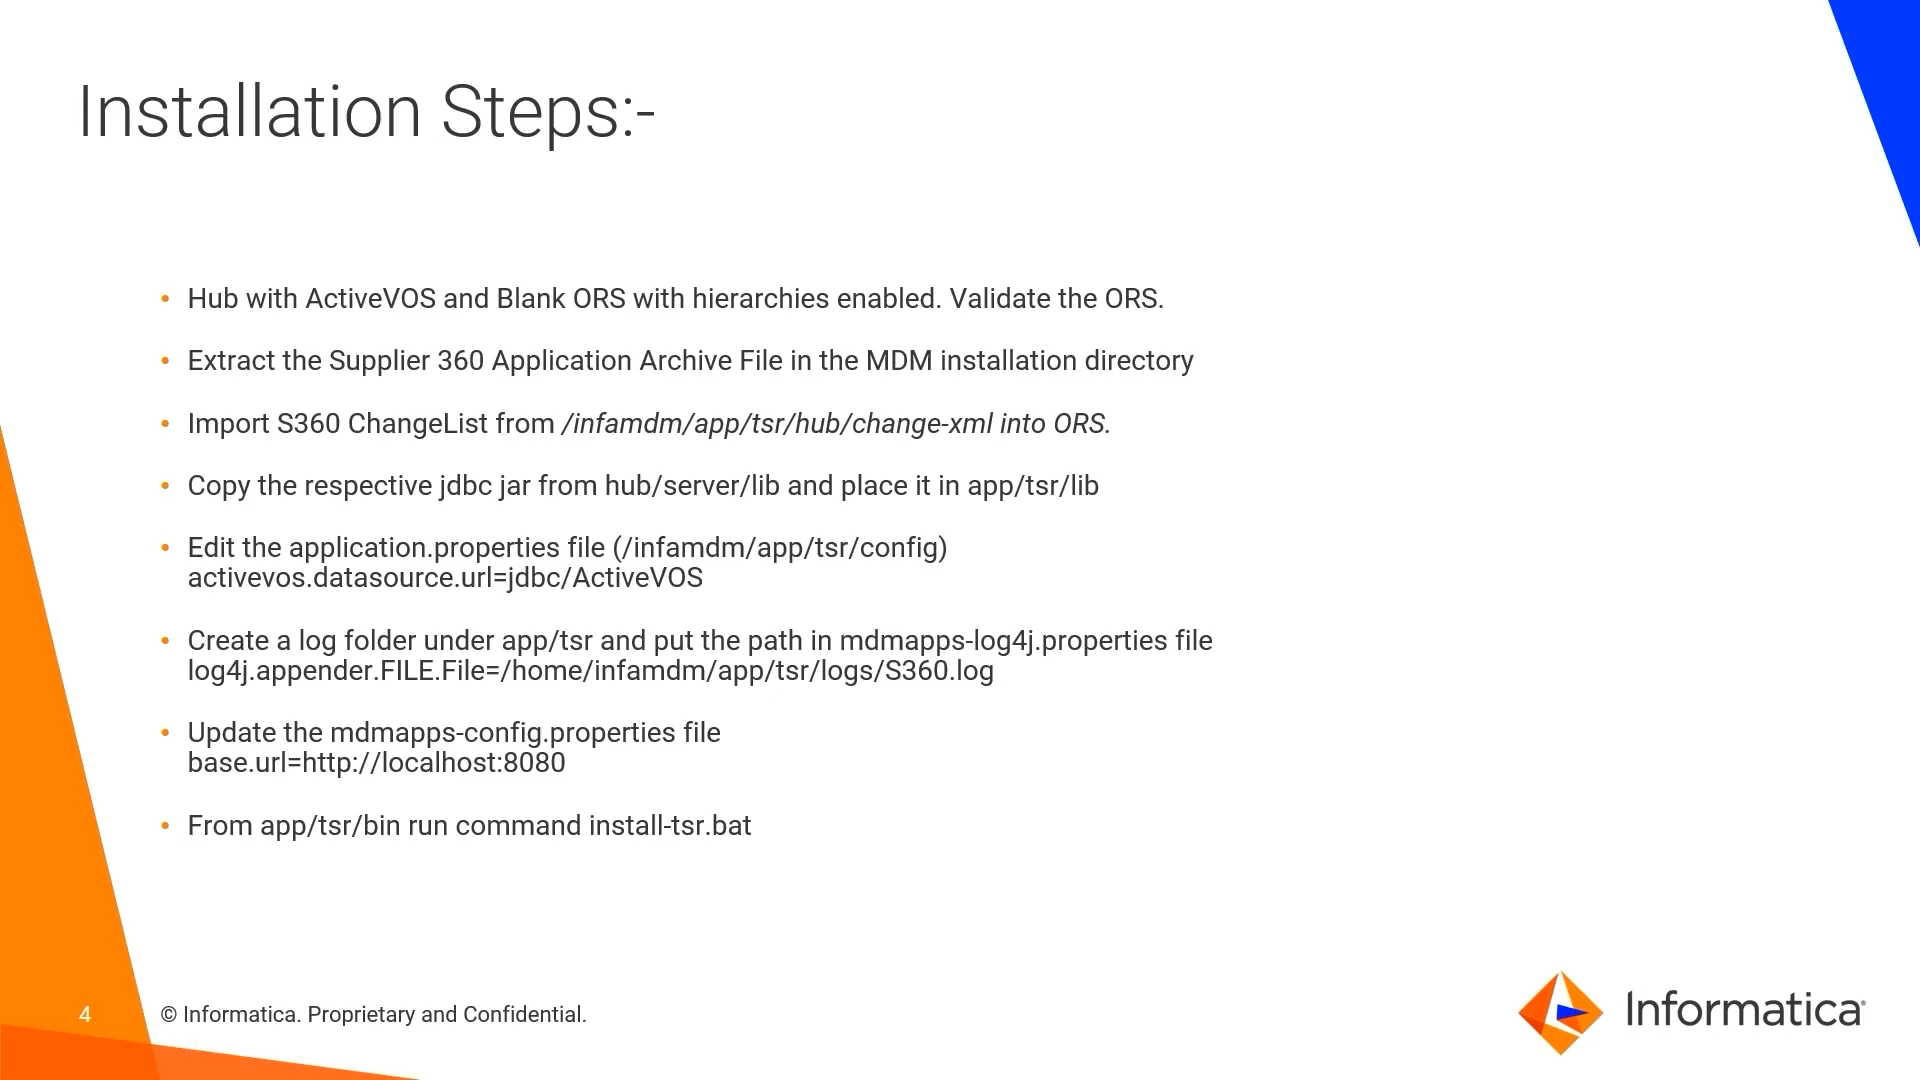 Installation Steps:-
• Hub with ActiveVOS and Blank ORS with hierarchies enabled. Validate the ORS.
• Extract the Supplier 360 Application Archive File in the MDM installation directory
• Import S360 ChangeList from /infamdm/app/tsr/hub/change-xml into ORS.
• Copy the respective jdbc jar from hub/server/lib and place it in app/tsr/lib
• Edit the application.properties file (/infamdm/app/tsr/config)
activevos.datasource.url=jdbc/ActiveVOS
• Create a log folder under app/tsr and put the path in mdmapps-log4j.properties file
log4j.appender.FILE.File=/home/infamdm/app/tsr/logs/S360.log
• Update the mdmapps-config.properties file
base.url=http://localhost:8080
• From app/tsr/bin run command install-tsr.bat
4
© Informatica. Proprietary and Confidential.
Informatica®